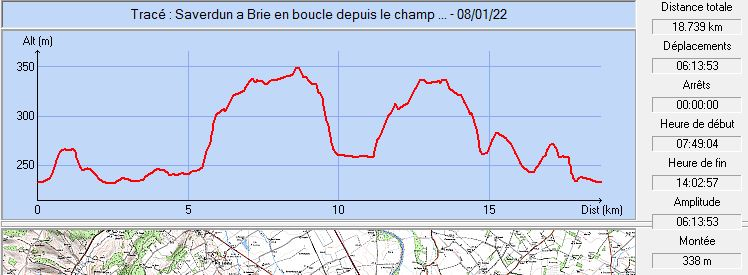 Tracé : Saverdun a Brie en boucle depuis le champ ... - 08/01/22
Alt (m)
350
300
250
0
5
10
15
Dist (km)
Distance totale
18.739 km
Déplacements
06:13:53
Arrêts
00:00:00
Heure de début
07:49:04
Heure de fin
14:02:57
Amplitude
06:13:53
Montée
338 m